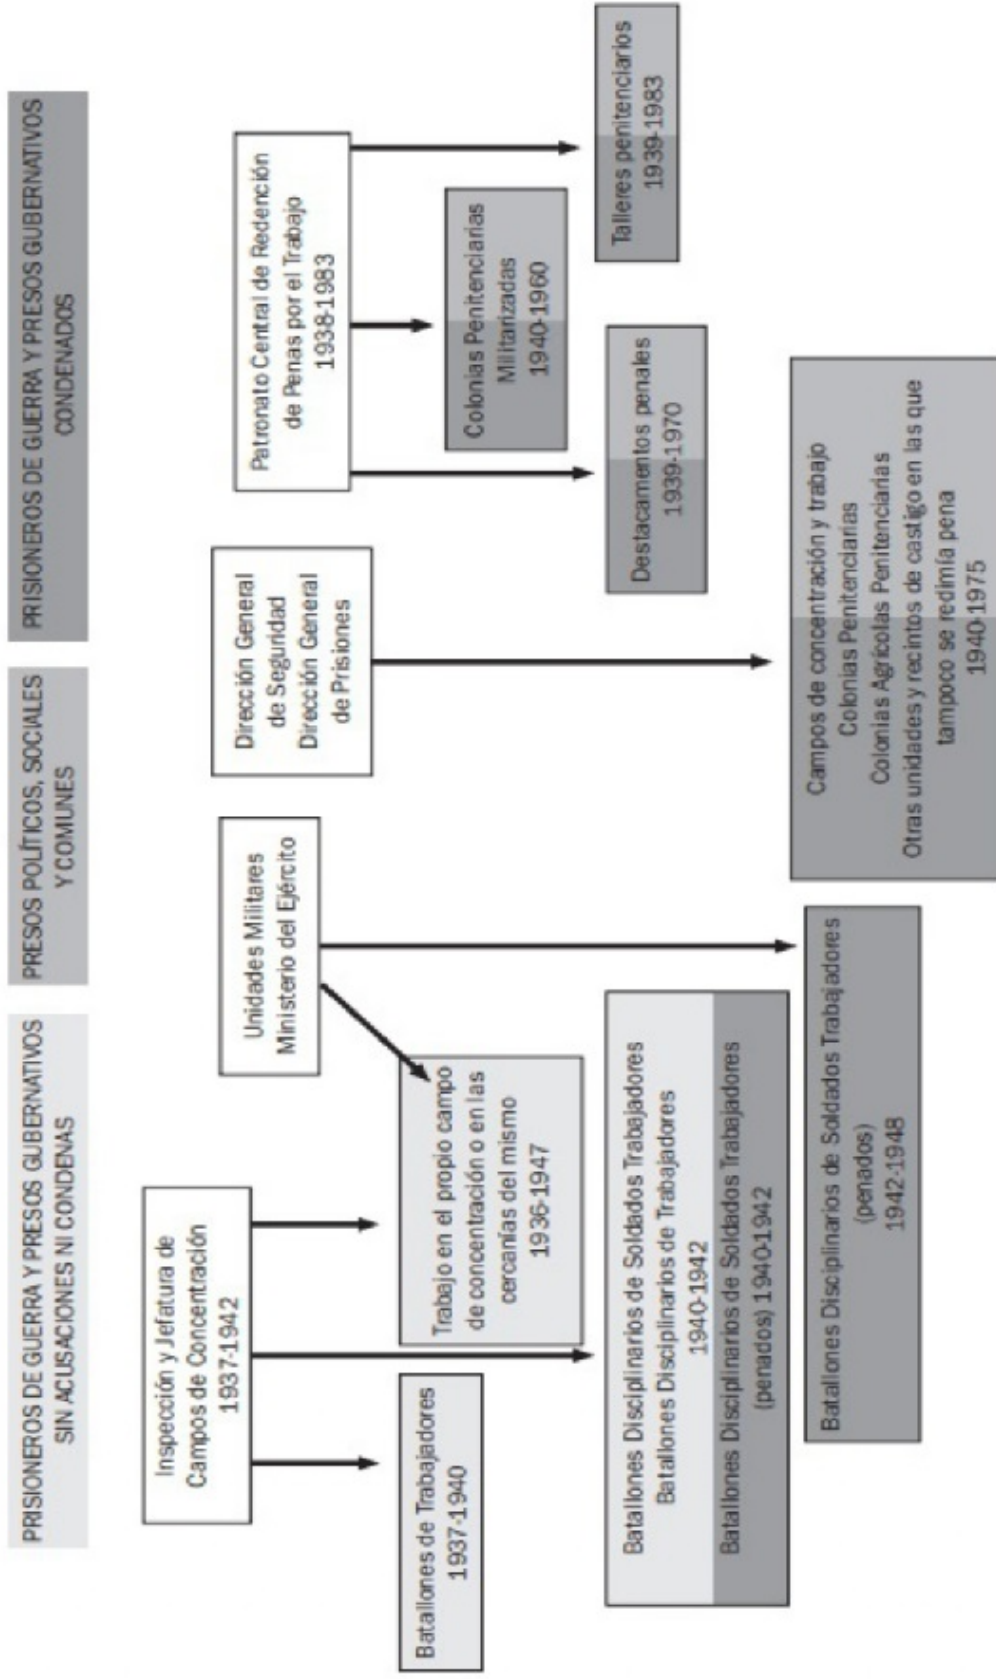 PRISIONEROS DE GUERRA Y PRESOS GUBERNATIVOS
SIN ACUSACIONES NI CONDENAS
PRESOS POLÍTICOS, SOCIALES
Y COMUNES
PRISIONEROS DE GUERRA Y PRESOS GUBERNATIVOS
CONDENADOS
Inspección y Jefatura de
Campos de Concentración
1937-1942
Unidades Militares
Ministerio del Ejército
Dirección General
de Seguridad
Dirección General
de Prisiones
Patronato Central de Redención
de Penas por el Trabajo
1938-1983
Batallones de Trabajadores
1937-1940
Trabajo en el propio campo
de concentración o en las
cercanías del mismo
1936-1947
Colonias Penitenciarias
Militarizadas
1940-1960
Batallones Disciplinarios de Soldados Trabajadores
Batallones Disciplinarios de Trabajadores
1940-1942
Batallones Disciplinarios de Soldados Trabajadores
(penados) 1940-1942
Destacamentos penales
1939-1970
Talleres penitenciarios
1939-1983
Batallones Disciplinarios de Soldados Trabajadores
(penados)
1942-1948
Campos de concentración y trabajo
Colonias Penitenciarias
Colonias Agrícolas Penitenciarias
Otras unidades y recintos de castigo en las que
tampoco se redimía pena
1940-1975